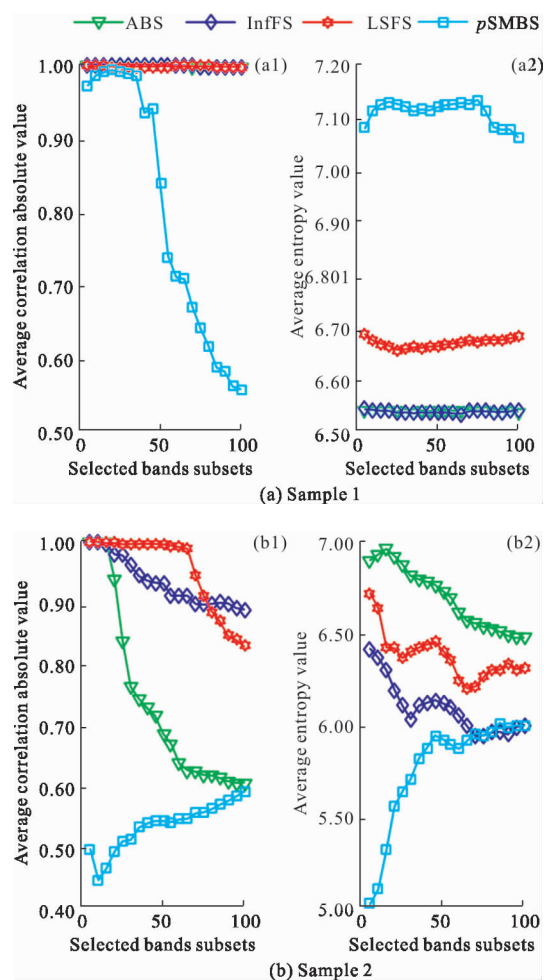 ABS InfFS LSFS pSMBS
(a1)
Average correlation absolute value
1.00
0.90
0.80
0.70
0.60
0.50
0 50 100
Selected bands subsets
(a2)
Average entropy value
7.20
7.10
7.00
6.90
6.801
6.70
6.60
6.50
0 50 100
Selected bands subsets
(a) Sample 1
(b1)
Average correlation absolute value
1.00
0.90
0.80
0.70
0.60
0.50
0.40
0 50 100
Selected bands subsets
(b2)
Average entropy value
7.00
6.50
6.00
5.50
5.00
0 50 100
Selected bands subsets
(b) Sample 2